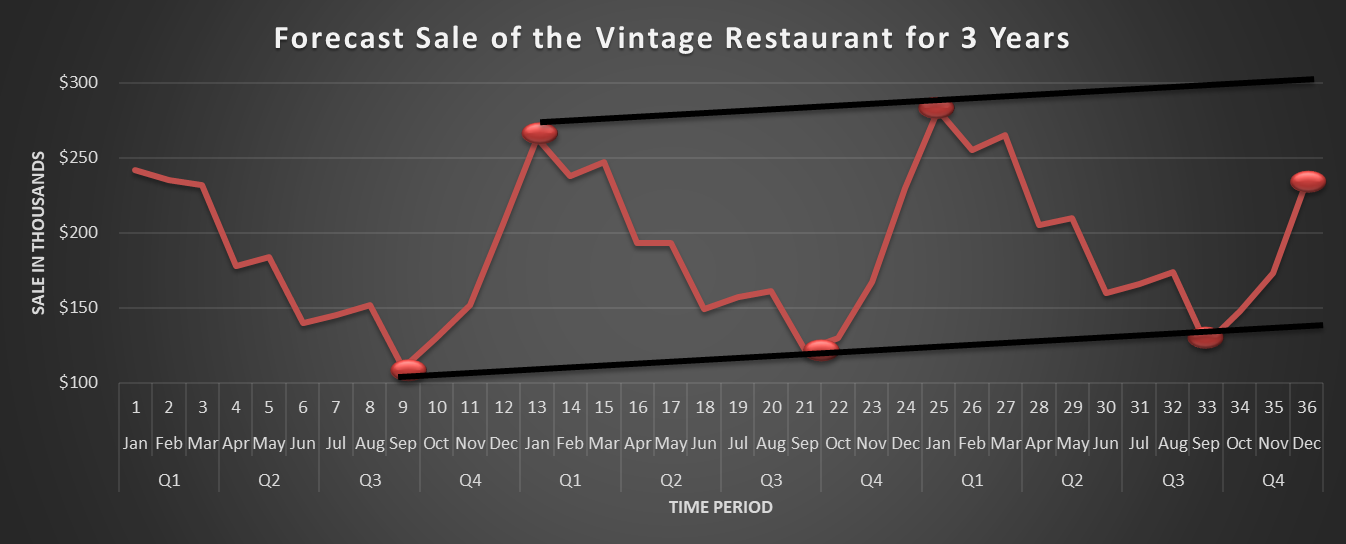 Forecast Sale of the Vintage Restaurant for 3 Years
SALE IN THOUSANDS
$300
$250
$200
$150
$100
1 2 3 4 5 6 7 8 9 10 11 12 13 14 15 16 17 18 19 20 21 22 23 24 25 26 27 28 29 30 31 32 33 34 35 36
Jan Feb Mar Apr May Jun Jul Aug Sep Oct Nov Dec Jan Feb Mar Apr May Jun Jul Aug Sep Oct Nov Dec Jan Feb Mar Apr May Jun Jul Aug Sep Oct Nov Dec
Q1 Q2 Q3 Q4 Q1 Q2 Q3 Q4 Q1 Q2 Q3 Q4
TIME PERIOD